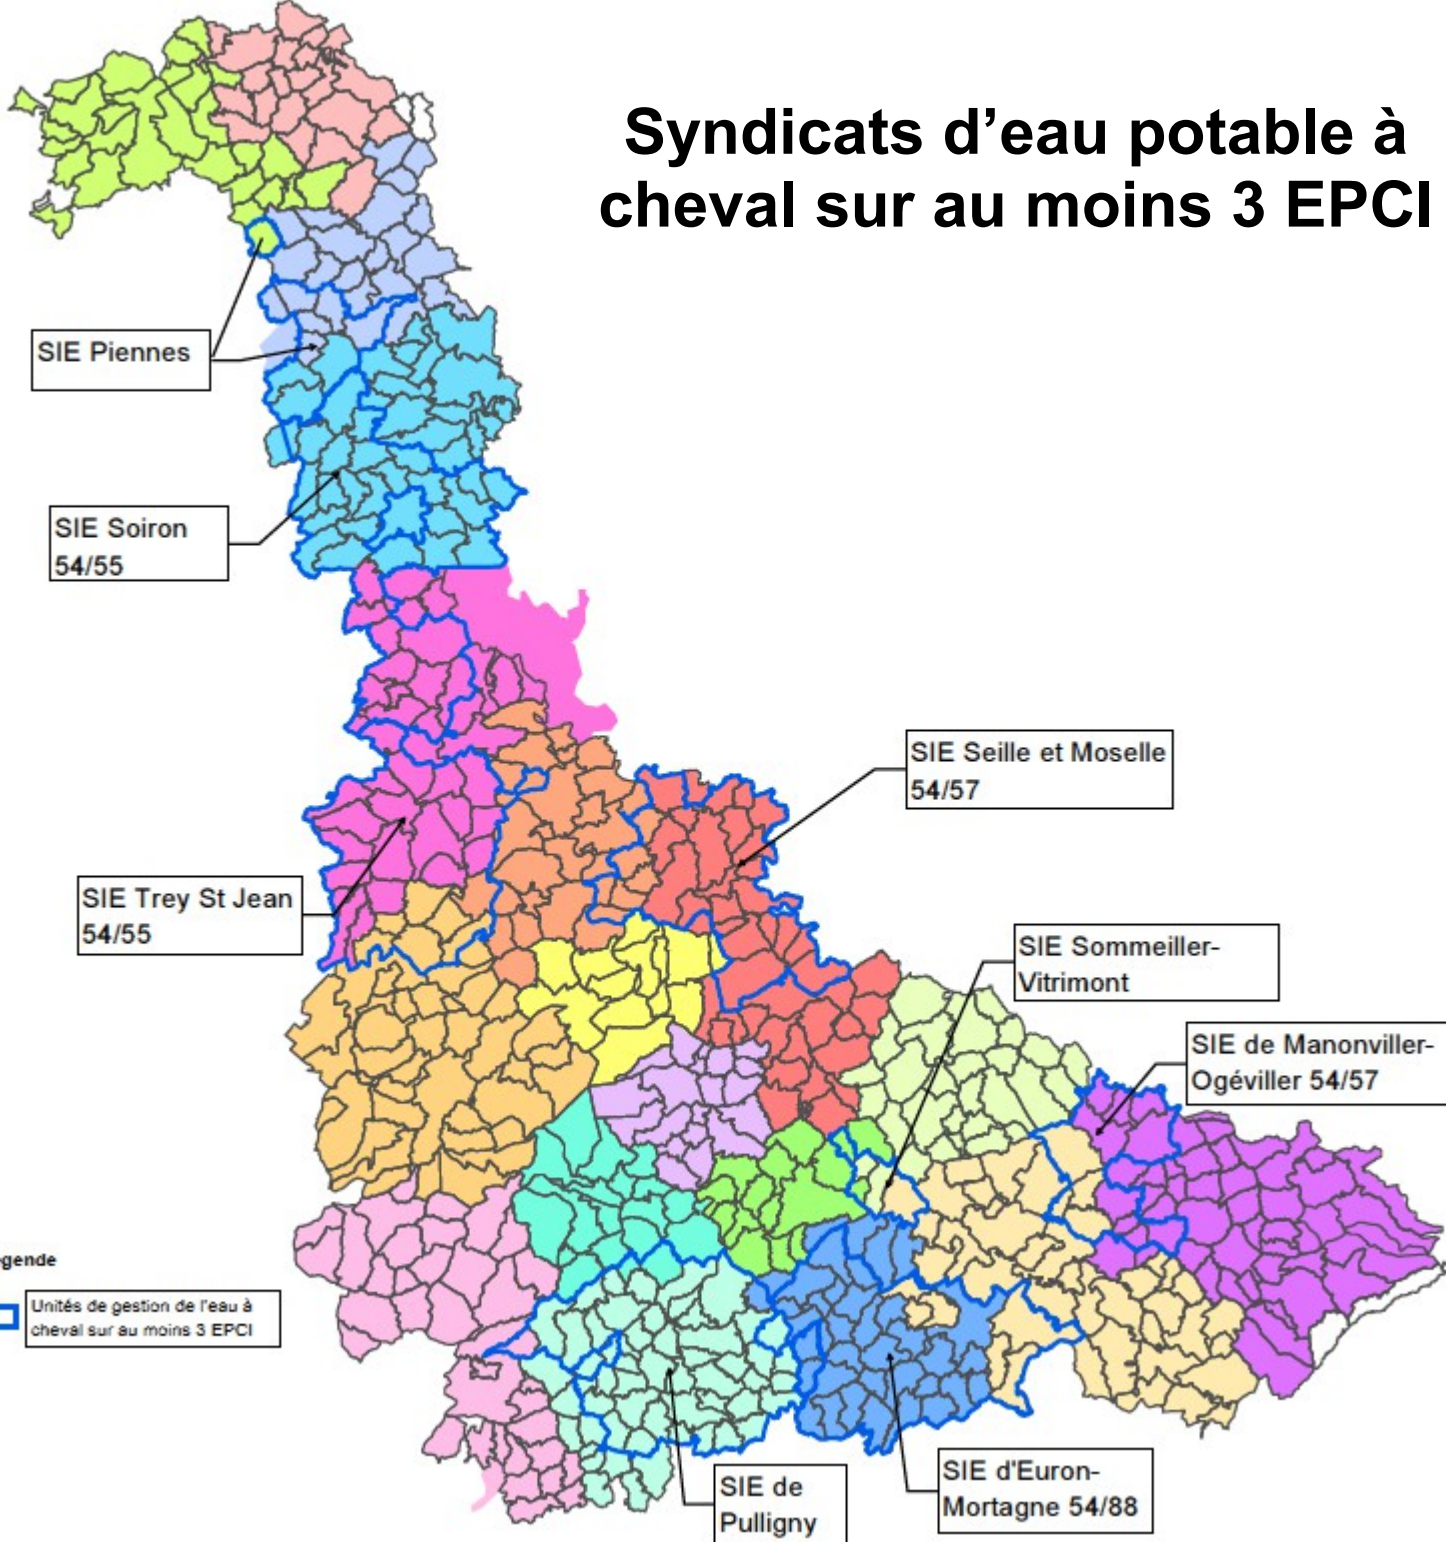 Syndicats d’eau potable à
cheval sur au moins 3 EPCI
SIE Piennes
SIE Soiron
54/55
SIE Seille et Moselle
54/57
SIE Trey St Jean
54/55
SIE Sommeiller-
Vitrimont
SIE de Manonviller-
Ogéviller 54/57
gende
Unités de gestion de l'eau à
cheval sur au moins 3 EPCI
SIE de
Pulligny
SIE d'Euron-
Mortagne 54/88